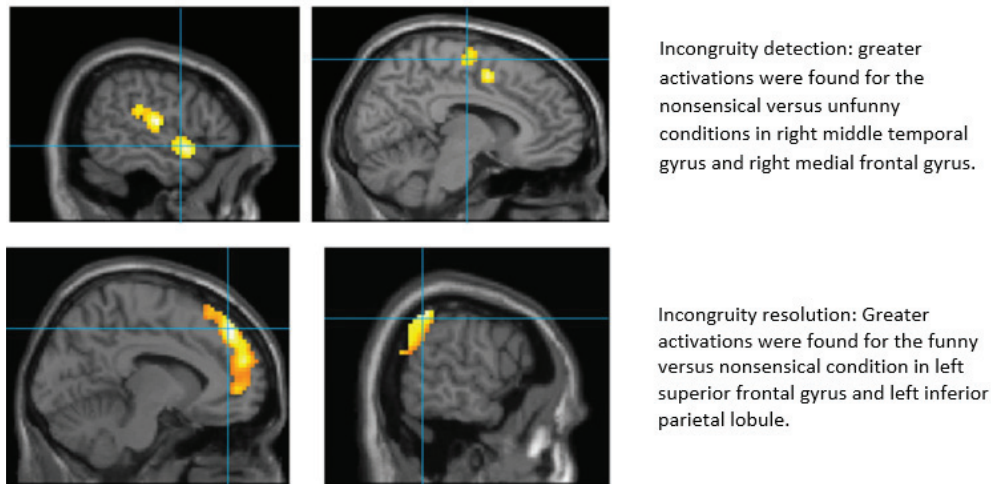 Incongruity detection: greater
activations were found for the
nonsensical versus unfunny
conditions in right middle temporal
gyrus and right medial frontal gyrus.
Incongruity resolution: Greater
activations were found for the funny
versus nonsensical condition in left
superior frontal gyrus and left inferior
parietal lobule.